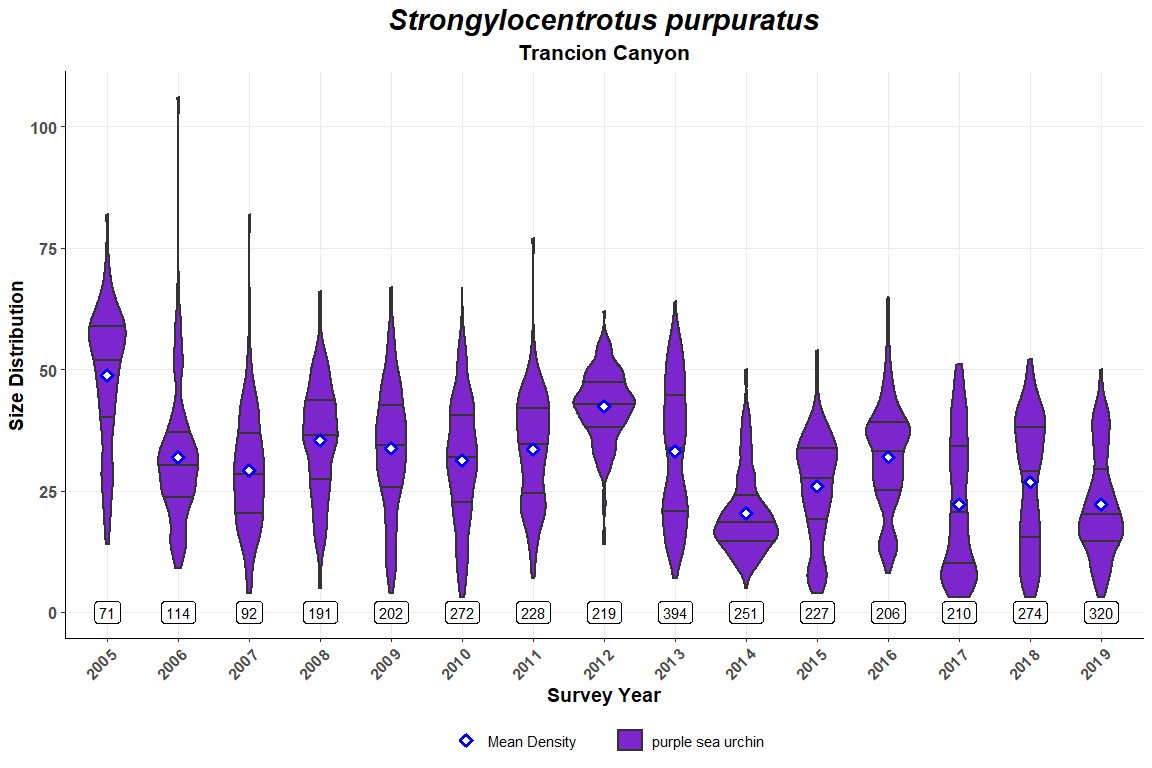 Strongylocentrotus purpuratus
Trancion Canyon
Size Distribution
100
75
50
25
0
71 114 92 191 202 272 228 219 394 251 227 206 210 274 320
2005 2006 2007 2008 2009 2010 2011 2012 2013 2014 2015 2016 2017 2018 2019
Survey Year
Mean Density purple sea urchin